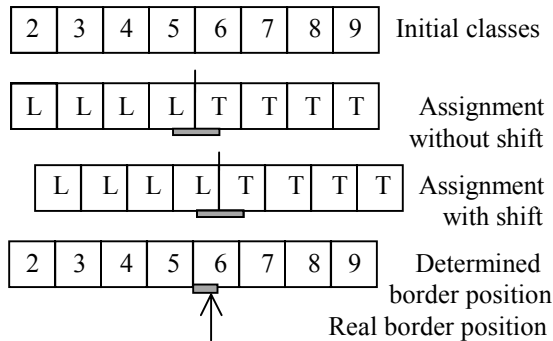 2 3 4 5 6 7 8 9 Initial classes
L L L L T T T T Assignment
without shift
L L L L T T T T Assignment
with shift
2 3 4 5 6 7 8 9 Determined
border position
Real border position